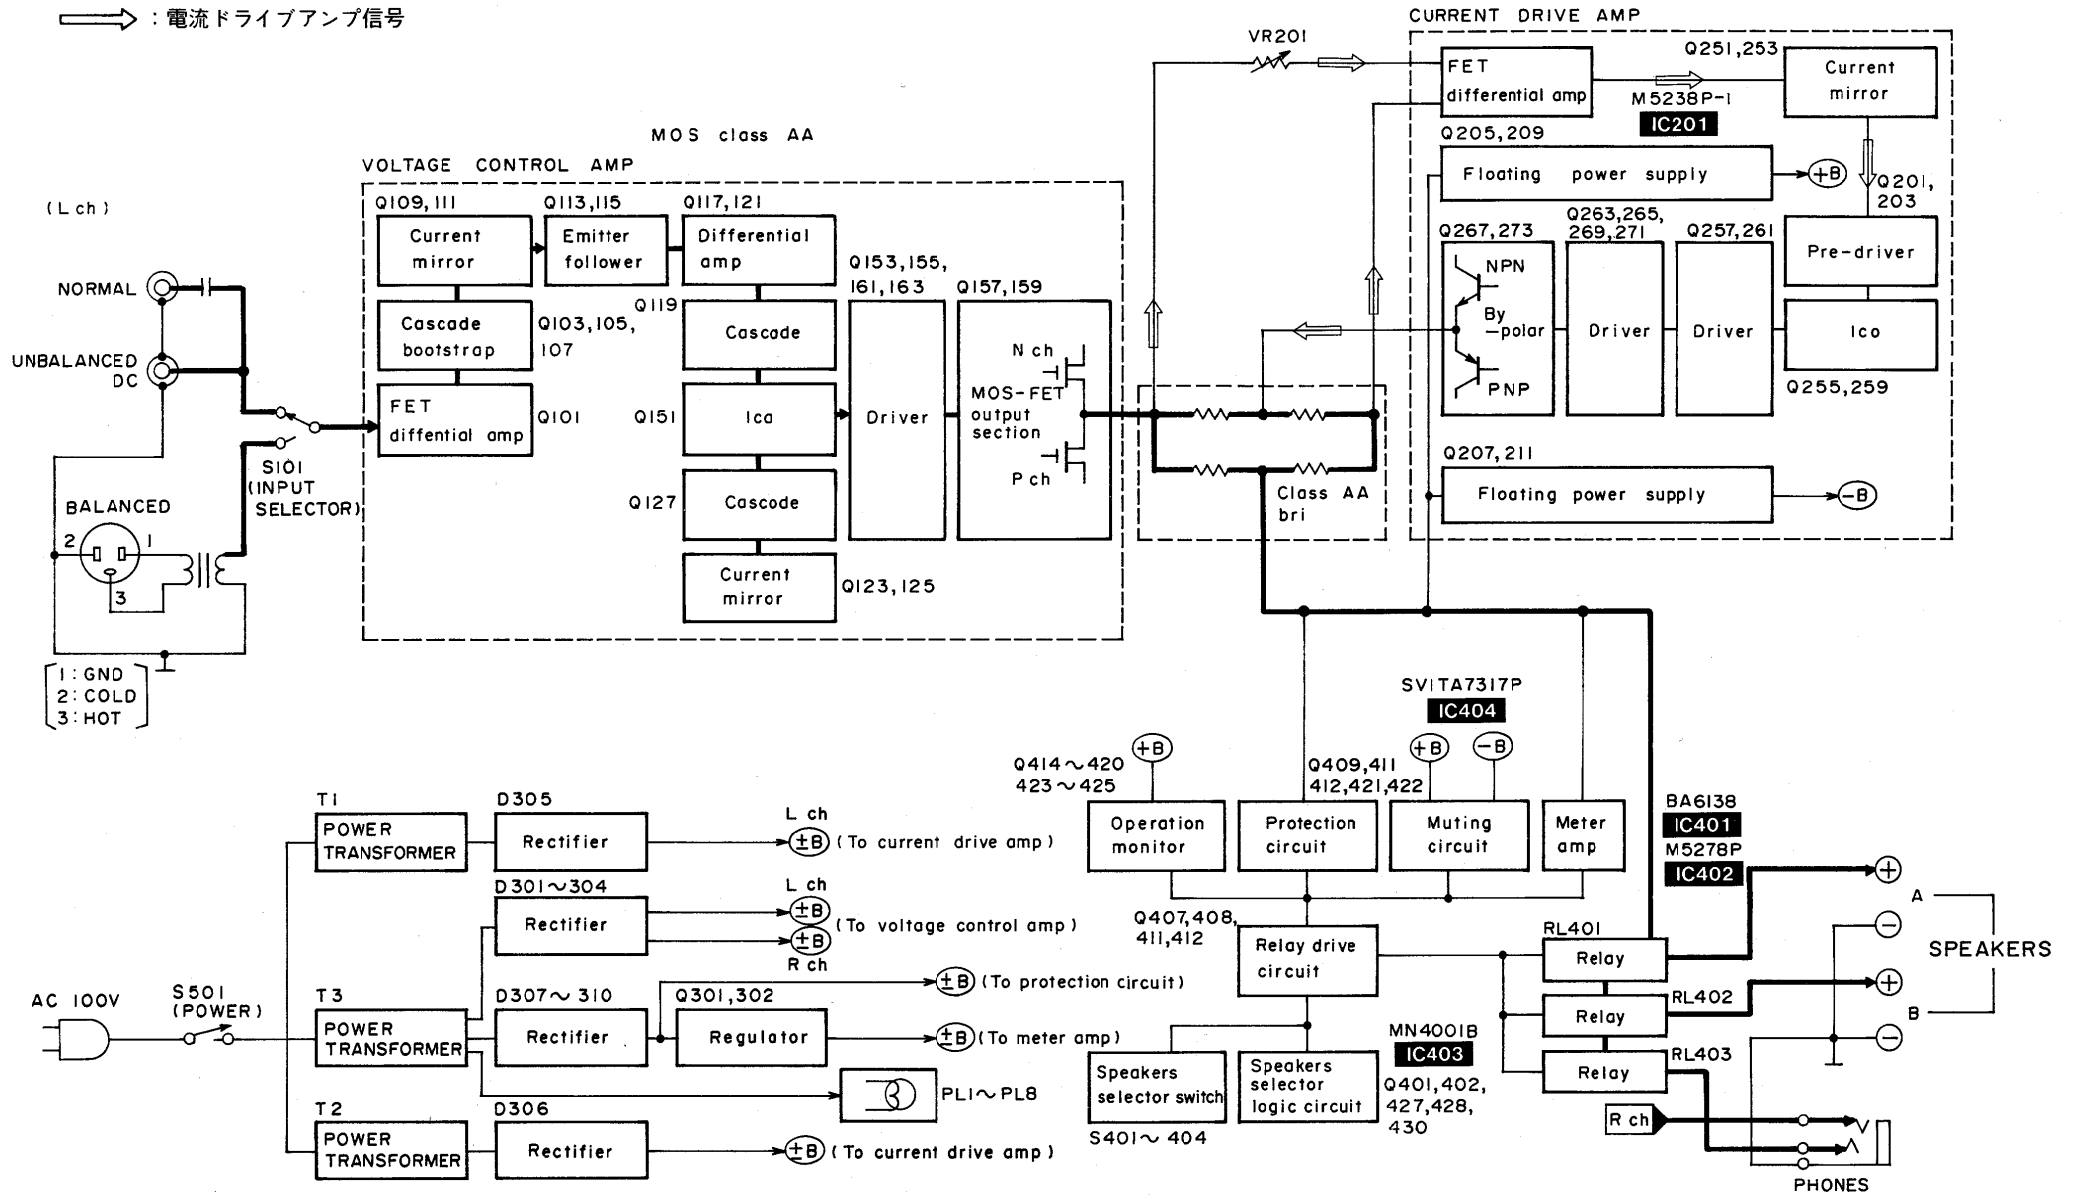 ：電流ドライブアンプ信号
CURRENT DRIVE AMP
VR201
FET
differential amp
Q251,253
M5238P-1
IC201
Current
mirror
MOS class AA
VOLTAGE CONTROL AMP
Q205,209
Floating power supply
+B
Q201,
203
(L ch)
Q109,111
Current
mirror
Q113,115
Emitter
follower
Q117,121
Differential
amp
Q153,155,
161,163
Driver
Q157,159
N ch
MOS-FET
output
section
P ch
Q267,273
NPN
By
-polar
PNP
Q263,265,
269,271
Driver
Q257,261
Driver
Pre-driver
Ico
Q255,259
NORMAL
UNBALANCED
DC
Cascade
bootstrap
Q103,105,
107
Q119
Cascade
FET
diffential amp
Q101
Q151
Ica
S101
(INPUT
SELECTOR)
Q127
Cascode
Class AA
bri
Q207,211
Floating power supply
-B
BALANCED
2
1
3
Current
mirror
Q123,125
1:GND
2:COLD
3:HOT
SVITA7317P
IC404
+B
+B
-B
Q414～420
423～425
Q409,411
412,421,422
Operation
monitor
Protection
circuit
Muting
circuit
Meter
amp
BA6138
IC401
M5278P
IC402
T1
POWER
TRANSFORMER
D305
Rectifier
L ch
±B
(To current drive amp)
D301～304
Rectifier
L ch
±B
(To voltage control amp)
±B
R ch
Q407,408,
411,412
Relay drive
circuit
RL401
Relay
RL402
Relay
RL403
Relay
+
A
-
SPEAKERS
+
B
-
AC 100V
S501
(POWER)
T3
POWER
TRANSFORMER
D307～310
Rectifier
Q301,302
Regulator
±B
(To protection circuit)
±B
(To meter amp)
PL1～PL8
T2
POWER
TRANSFORMER
D306
Rectifier
±B
(To current drive amp)
Speakers
selector switch
S401～404
Speakers
selector
logic circuit
MN4001B
IC403
Q401,402,
427,428,
430
R ch
PHONES